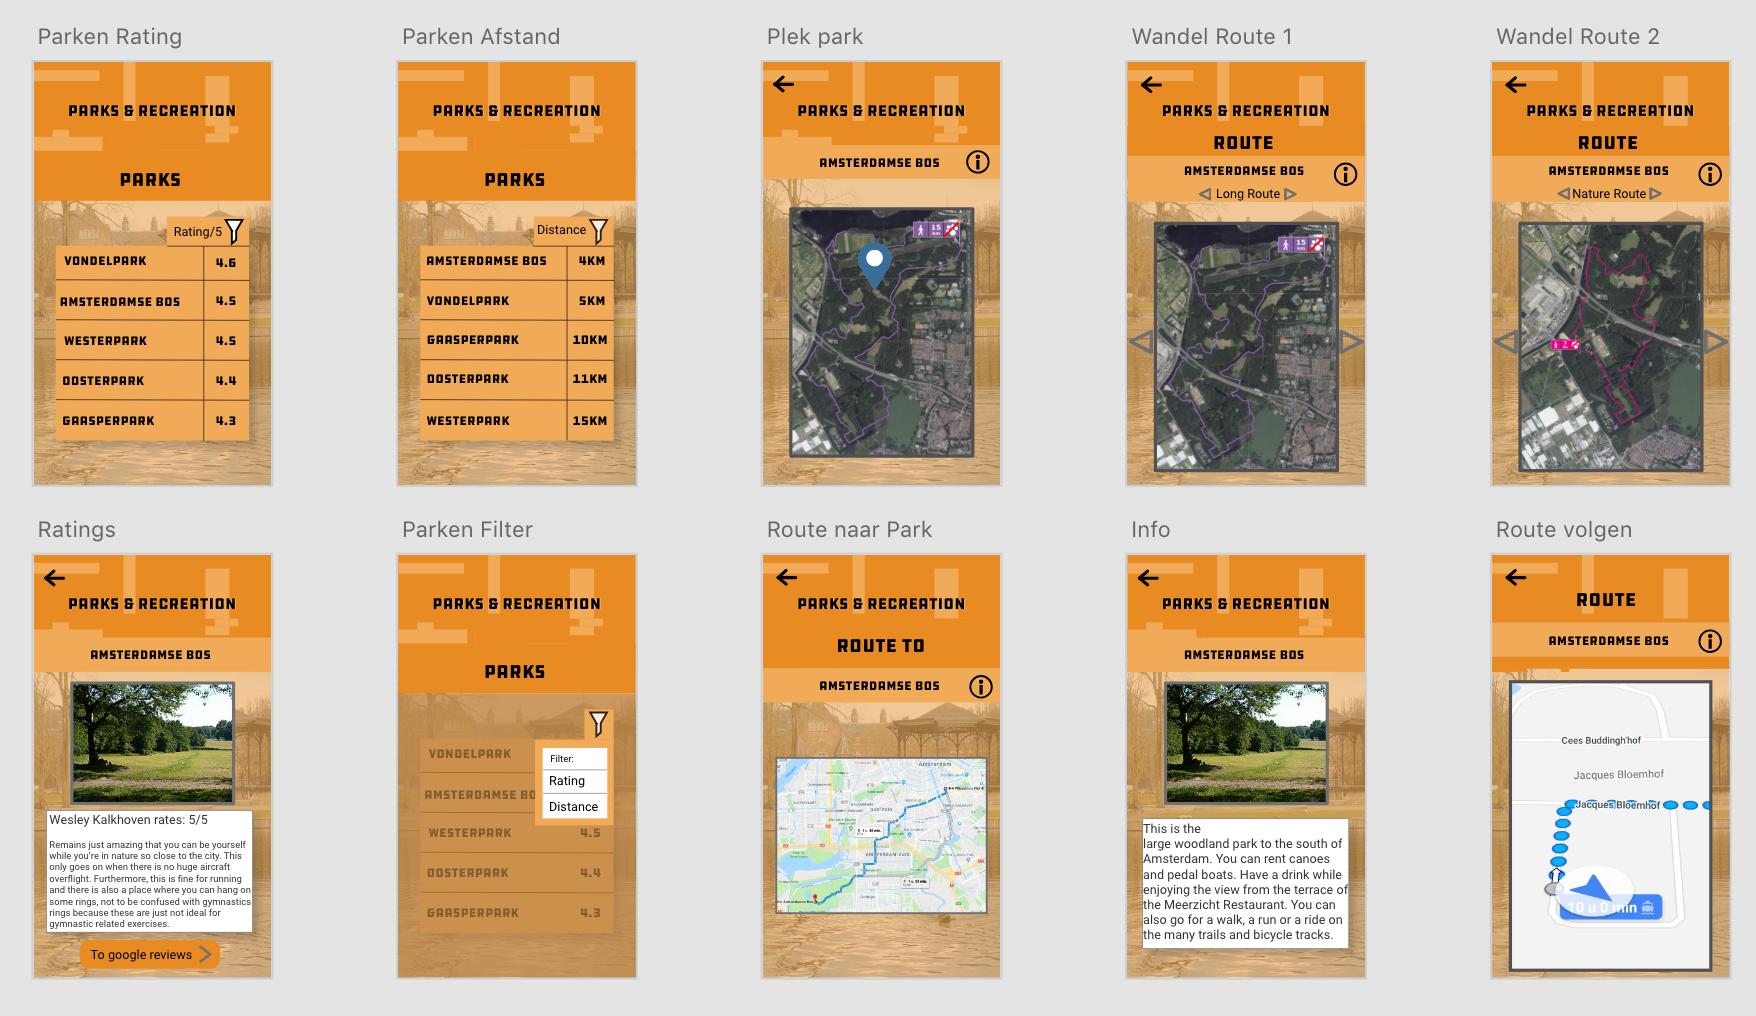 Parken Rating
PARKS & RECREATION
PARKS
Rating/5
VONDELPARK 4.6
AMSTERDAMSE BOS 4.5
WESTERPARK 4.5
OOSTERPARK 4.4
GAASPERPARK 4.3
Parken Afstand
PARKS & RECREATION
PARKS
Distance
AMSTERDAMSE BOS 4KM
VONDELPARK 5KM
GAASPERPARK 10KM
OOSTERPARK 11KM
WESTERPARK 15KM
Plek park
PARKS & RECREATION
AMSTERDAMSE BOS
15
km
Wandel Route 1
PARKS & RECREATION
ROUTE
AMSTERDAMSE BOS
Long Route
15
km
Wandel Route 2
PARKS & RECREATION
ROUTE
AMSTERDAMSE BOS
Nature Route
Ratings
PARKS & RECREATION
AMSTERDAMSE BOS
Wesley Kalkhoven rates: 5/5
Remains just amazing that you can be yourself
while you're in nature so close to the city. This
only goes on when there is no huge aircraft
overflight. Furthermore, this is fine for running
and there is also a place where you can hang on
some rings, not to be confused with gymnastics
rings because these are just not ideal for
gymnastic related exercises.
To google reviews
Parken Filter
PARKS & RECREATION
PARKS
VONDELPARK
AMSTERDAMSE BO
WESTERPARK 4.5
OOSTERPARK 4.4
GAASPERPARK 4.3
Filter:
Rating
Distance
Route naar Park
PARKS & RECREATION
ROUTE TO
AMSTERDAMSE BOS
Amsterdam
AMSTERDAM-ZUID
Info
PARKS & RECREATION
AMSTERDAMSE BOS
This is the
large woodland park to the south of
Amsterdam. You can rent canoes
and pedal boats. Have a drink while
enjoying the view from the terrace of
the Meerzicht Restaurant. You can
also go for a walk, a run or a ride on
the many trails and bicycle tracks.
Route volgen
ROUTE
AMSTERDAMSE BOS
Cees Buddingh'hof
Jacques Bloemhof
Jacques Bloemhof
10 u 0 min